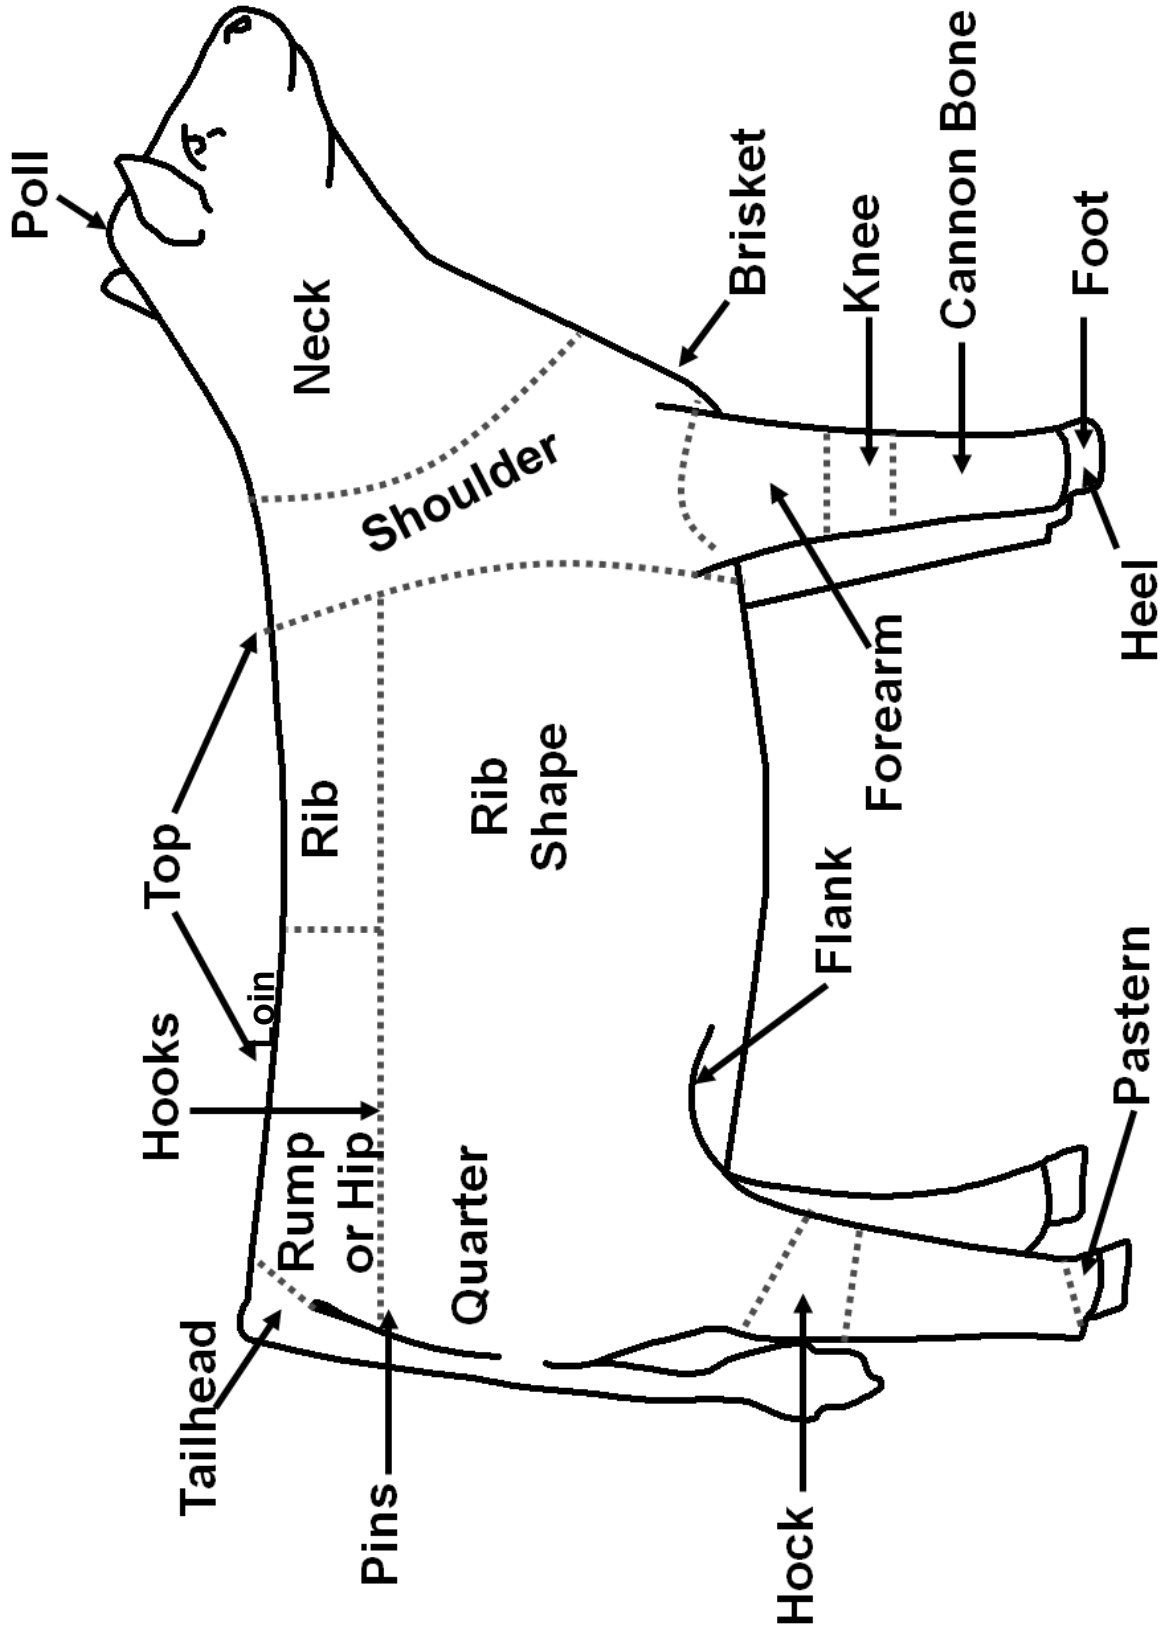 Poll
Top
Hooks
Loin
Tailhead
Neck
Rib
Rump
or Hip
Pins
Shoulder
Rib
Shape
Quarter
Brisket
Knee
Cannon Bone
Foot
Forearm
Heel
Flank
Hock
Pastern